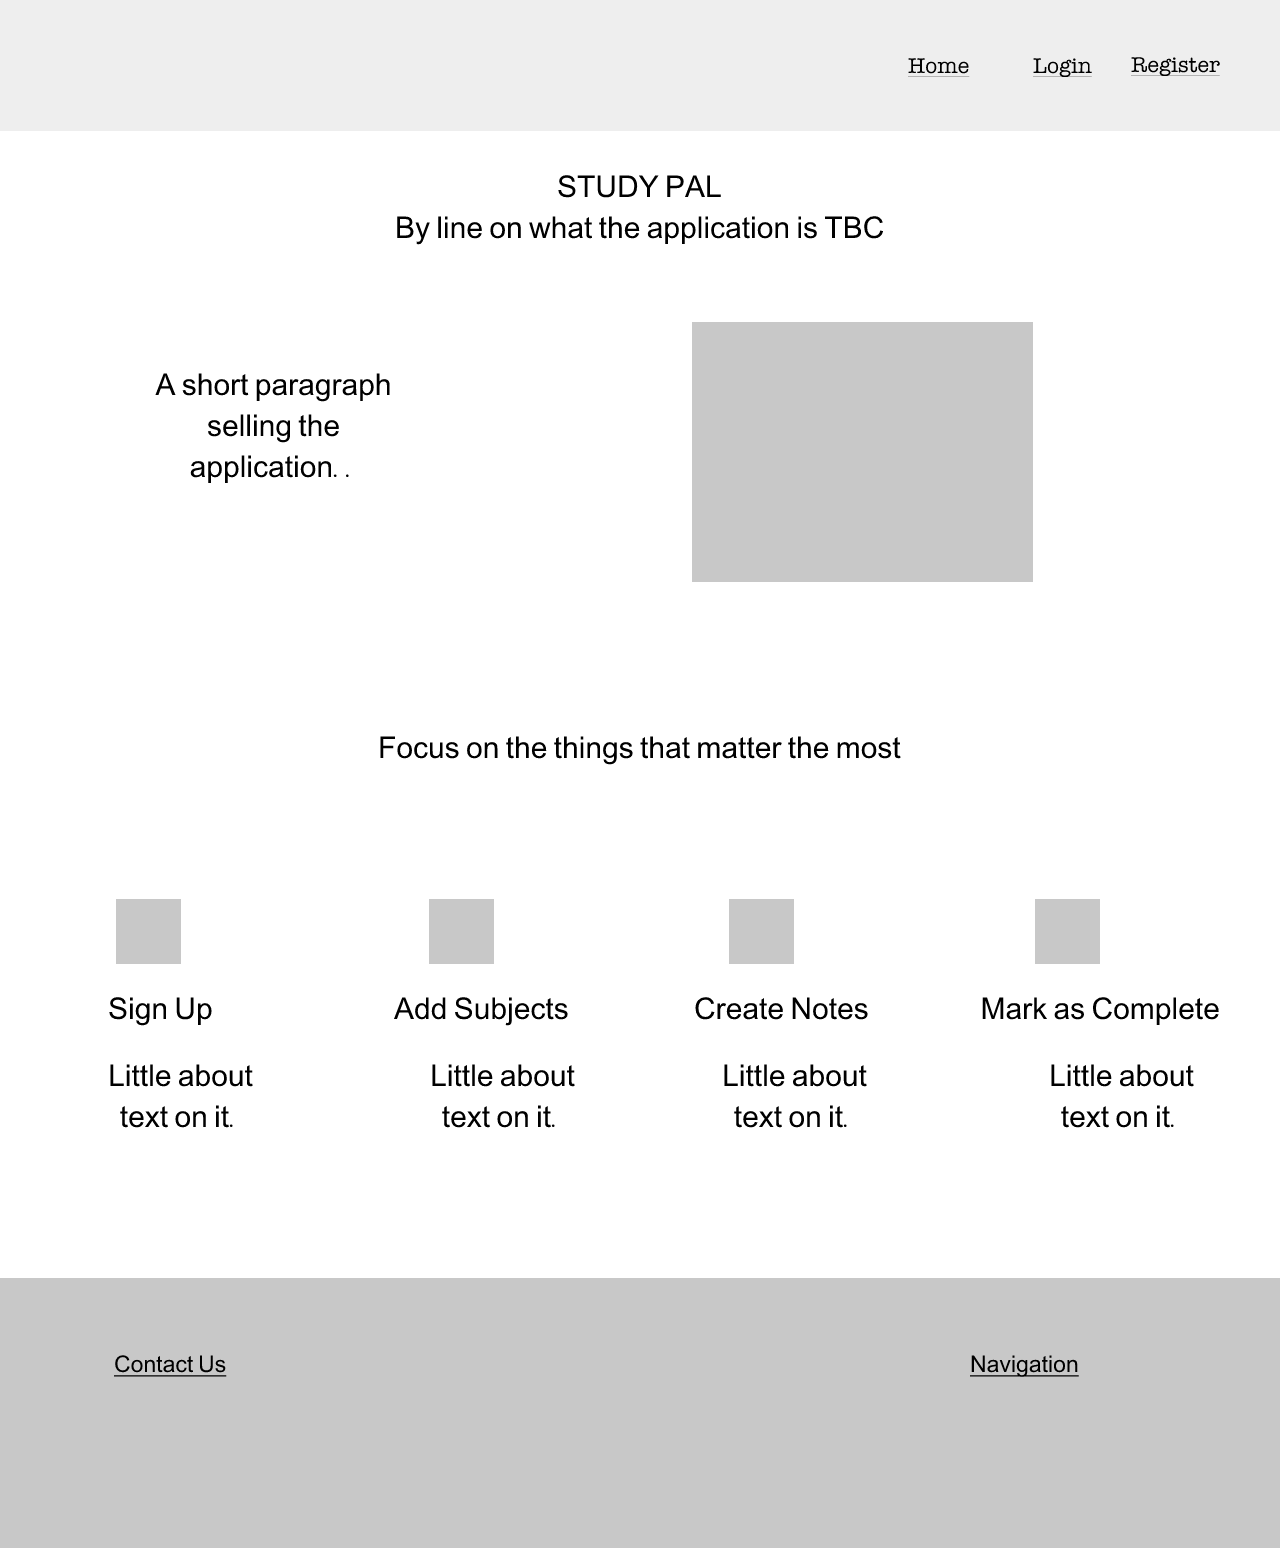 Home Login Register
STUDY PAL
By line on what the application is TBC
A short paragraph
selling the
application. .
Focus on the things that matter the most
Sign Up
Add Subjects
Create Notes
Mark as Complete
Little about
text on it.
Little about
text on it.
Little about
text on it.
Little about
text on it.
Contact Us
Navigation